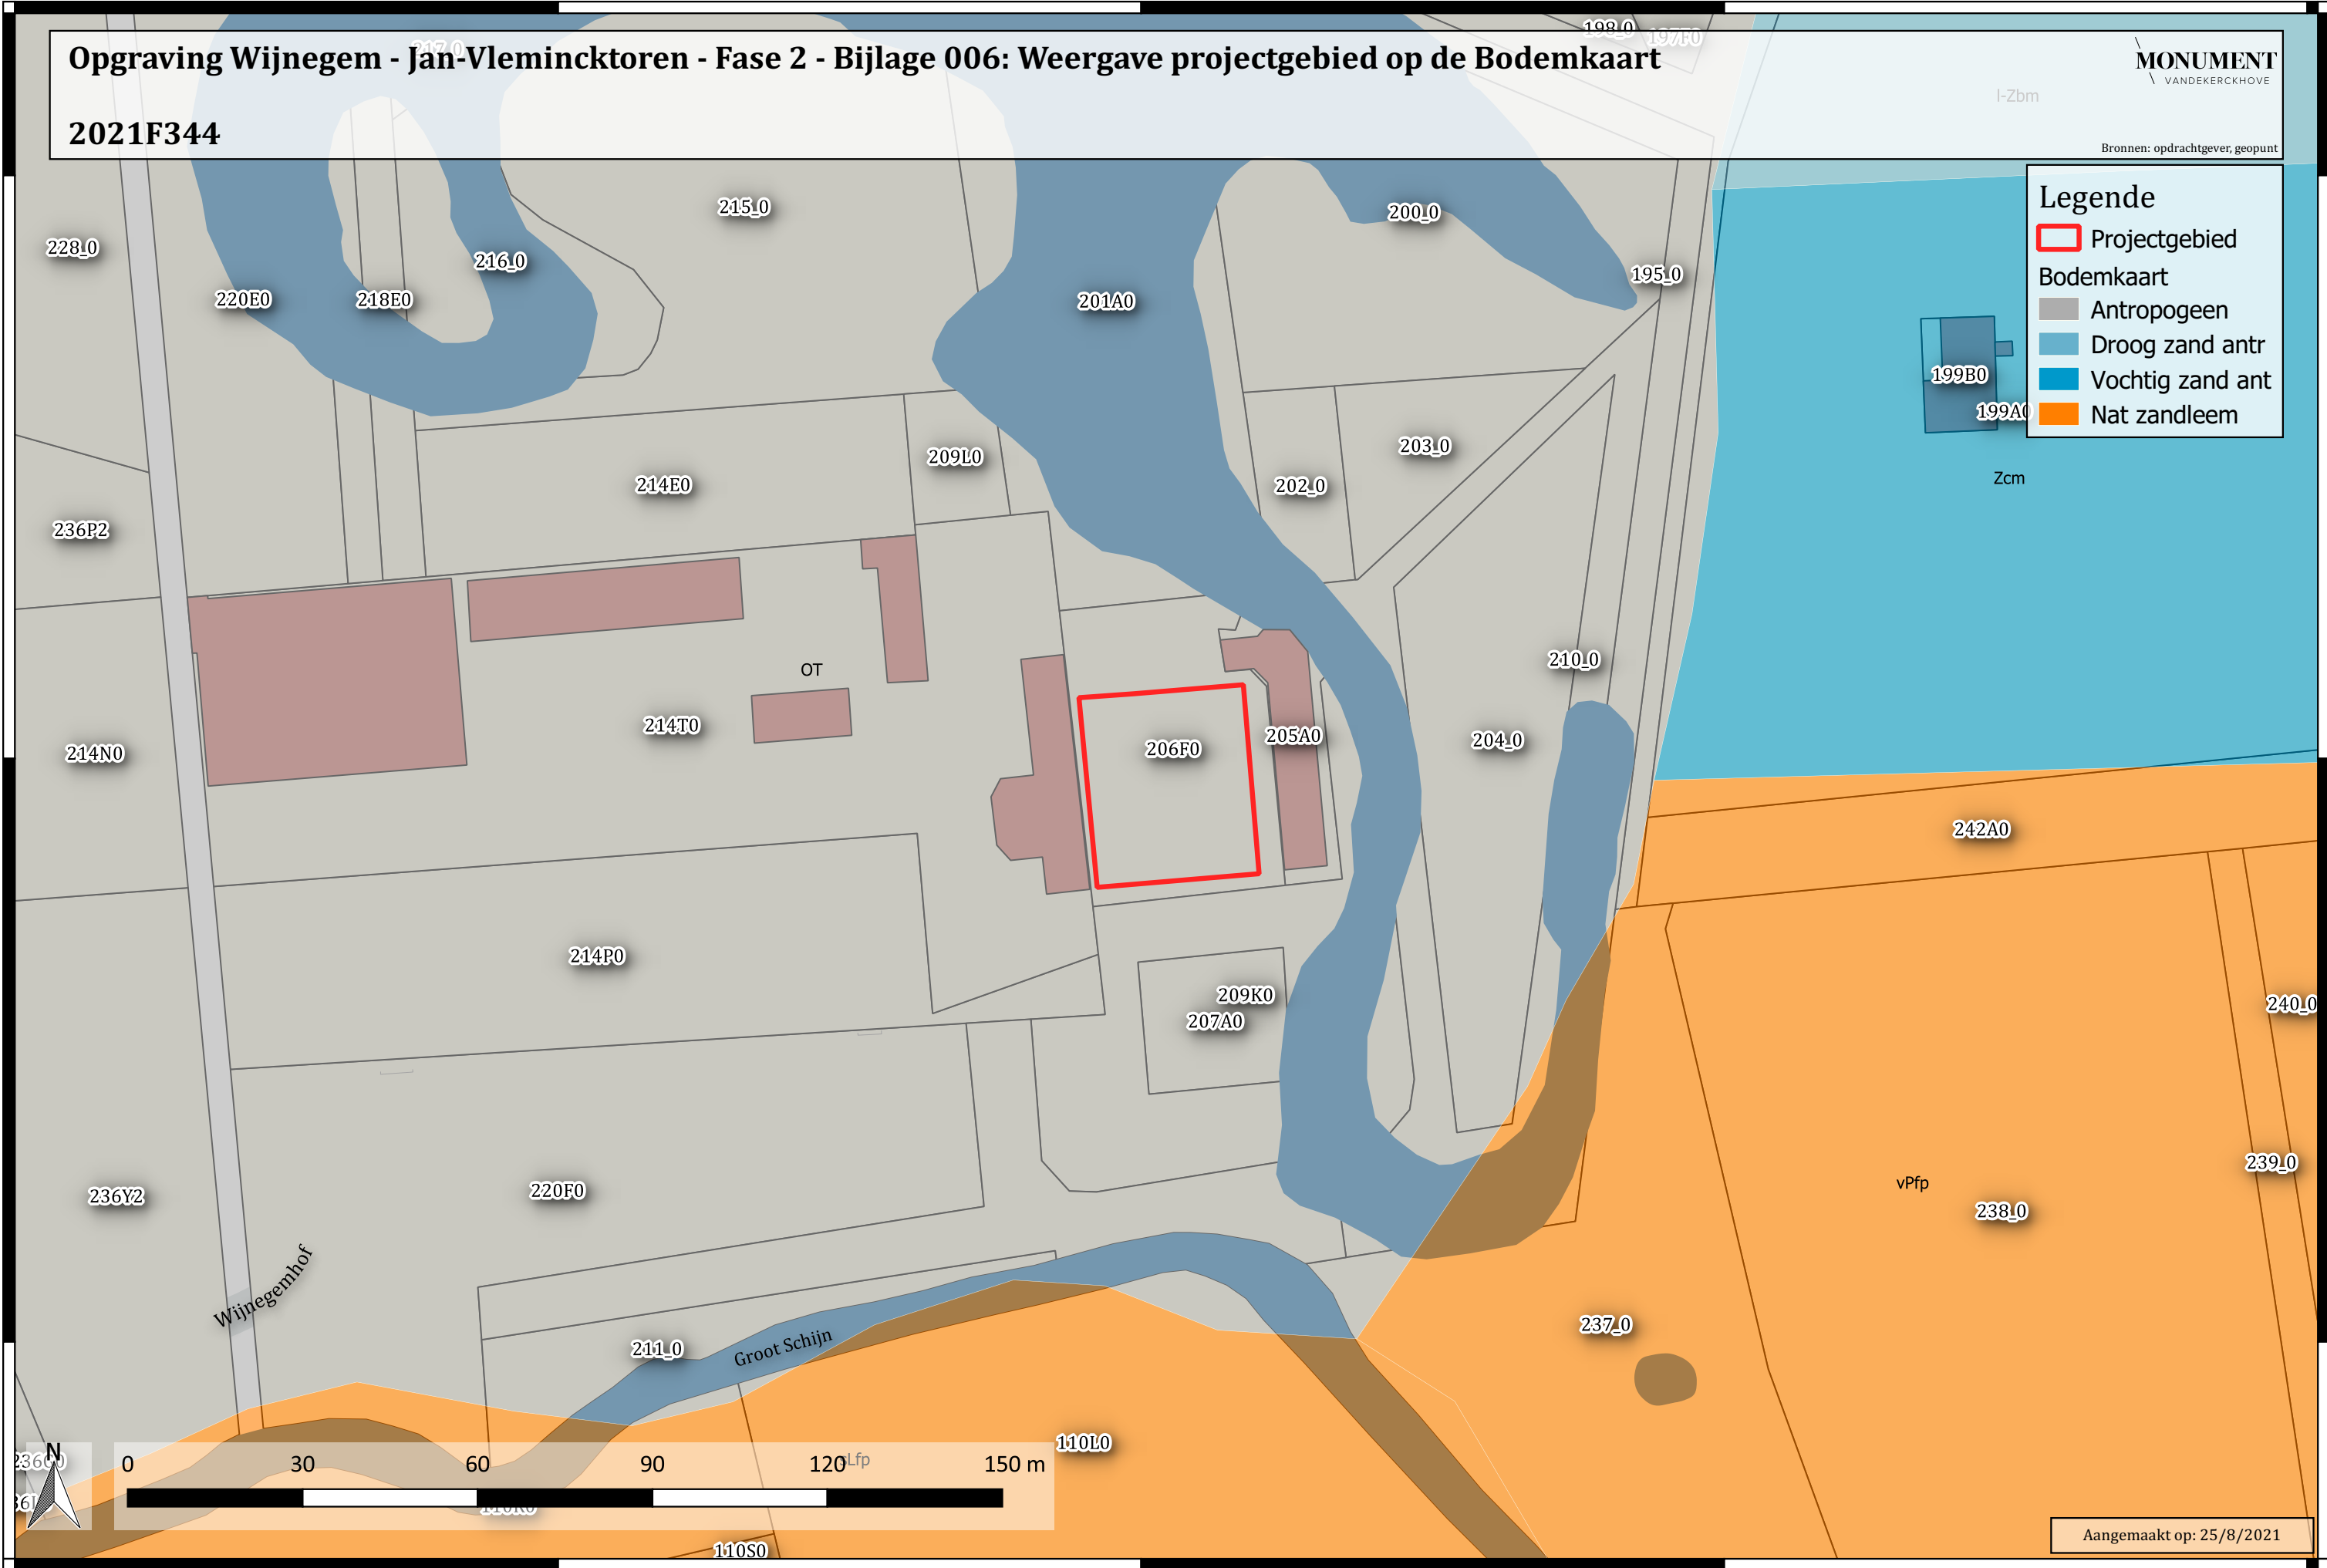 Opgraving Wijnegem - Jan-Vlemincktoren - Fase 2 - Bijlage 006: Weergave projectgebied op de Bodemkaart
2021F344
MONUMENT
VANDEKERCKHOVE
Bronnen: opdrachtgever, geopunt
217_0
198_0
197F0
l-Zbm
Legende
Projectgebied
Bodemkaart
Antropogeen
Droog zand antr
Vochtig zand ant
Nat zandleem
215_0
200_0
228_0
216_0
195_0
220E0
218E0
201A0
199B0
199A0
203_0
209L0
Zcm
214E0
202_0
236P2
210_0
OT
214T0
205A0
204_0
206F0
214N0
242A0
214P0
209K0
240_0
207A0
239_0
vPfp
236Y2
220F0
238_0
Wijnegemhof
237_0
211_0
Groot Schijn
110L0
N
0 30 60 90 120 150 m
110S0
Aangemaakt op: 25/8/2021